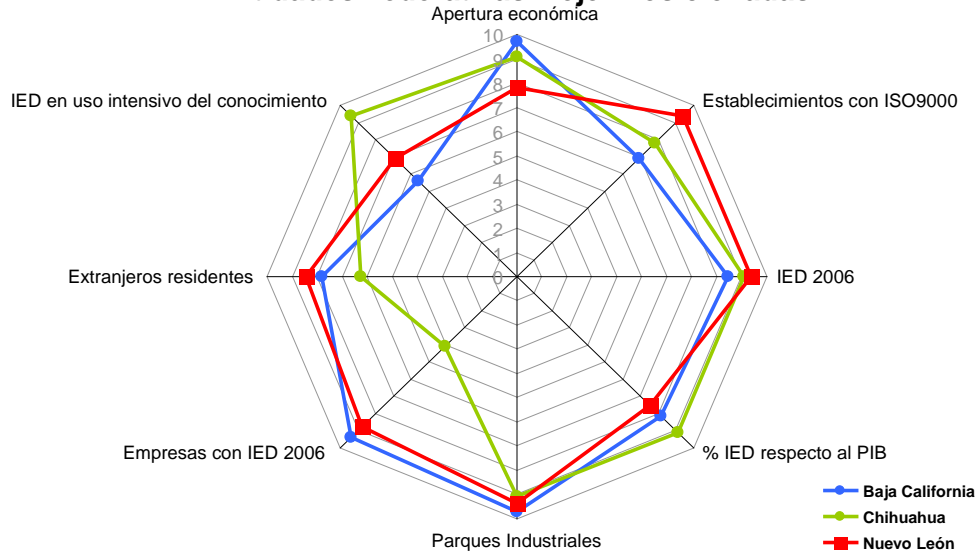 Apertura económica
10
9
8
7
6
5
4
3
2
1
0
IED en uso intensivo del conocimiento
Establecimientos con ISO9000
Extranjeros residentes
IED 2006
Empresas con IED 2006
% IED respecto al PIB
Parques Industriales
Baja California
Chihuahua
Nuevo León